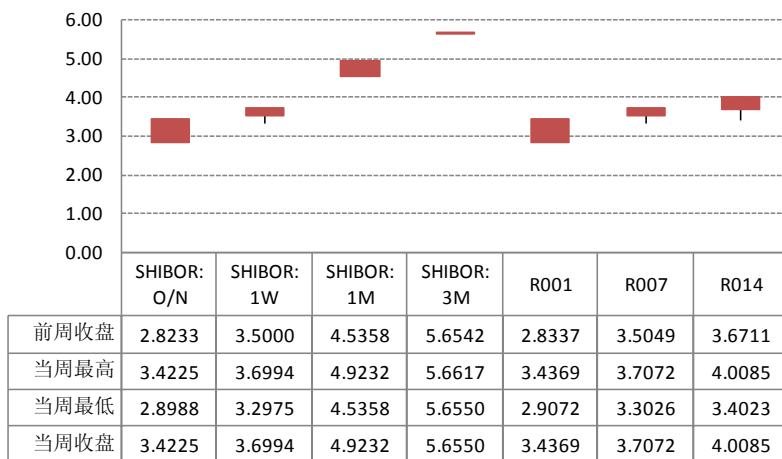 6.00
5.00
4.00
3.00
2.00
1.00
0.00
SHIBOR: SHIBOR: SHIBOR: SHIBOR: R001 R007 R014
O/N 1W 1M 3M
前周收盘 2.8233 3.5000 4.5358 5.6542 2.8337 3.5049 3.6711
当周最高 3.4225 3.6994 4.9232 5.6617 3.4369 3.7072 4.0085
当周最低 2.8988 3.2975 4.5358 5.6550 2.9072 3.3026 3.4023
当周收盘 3.4225 3.6994 4.9232 5.6550 3.4369 3.7072 4.0085